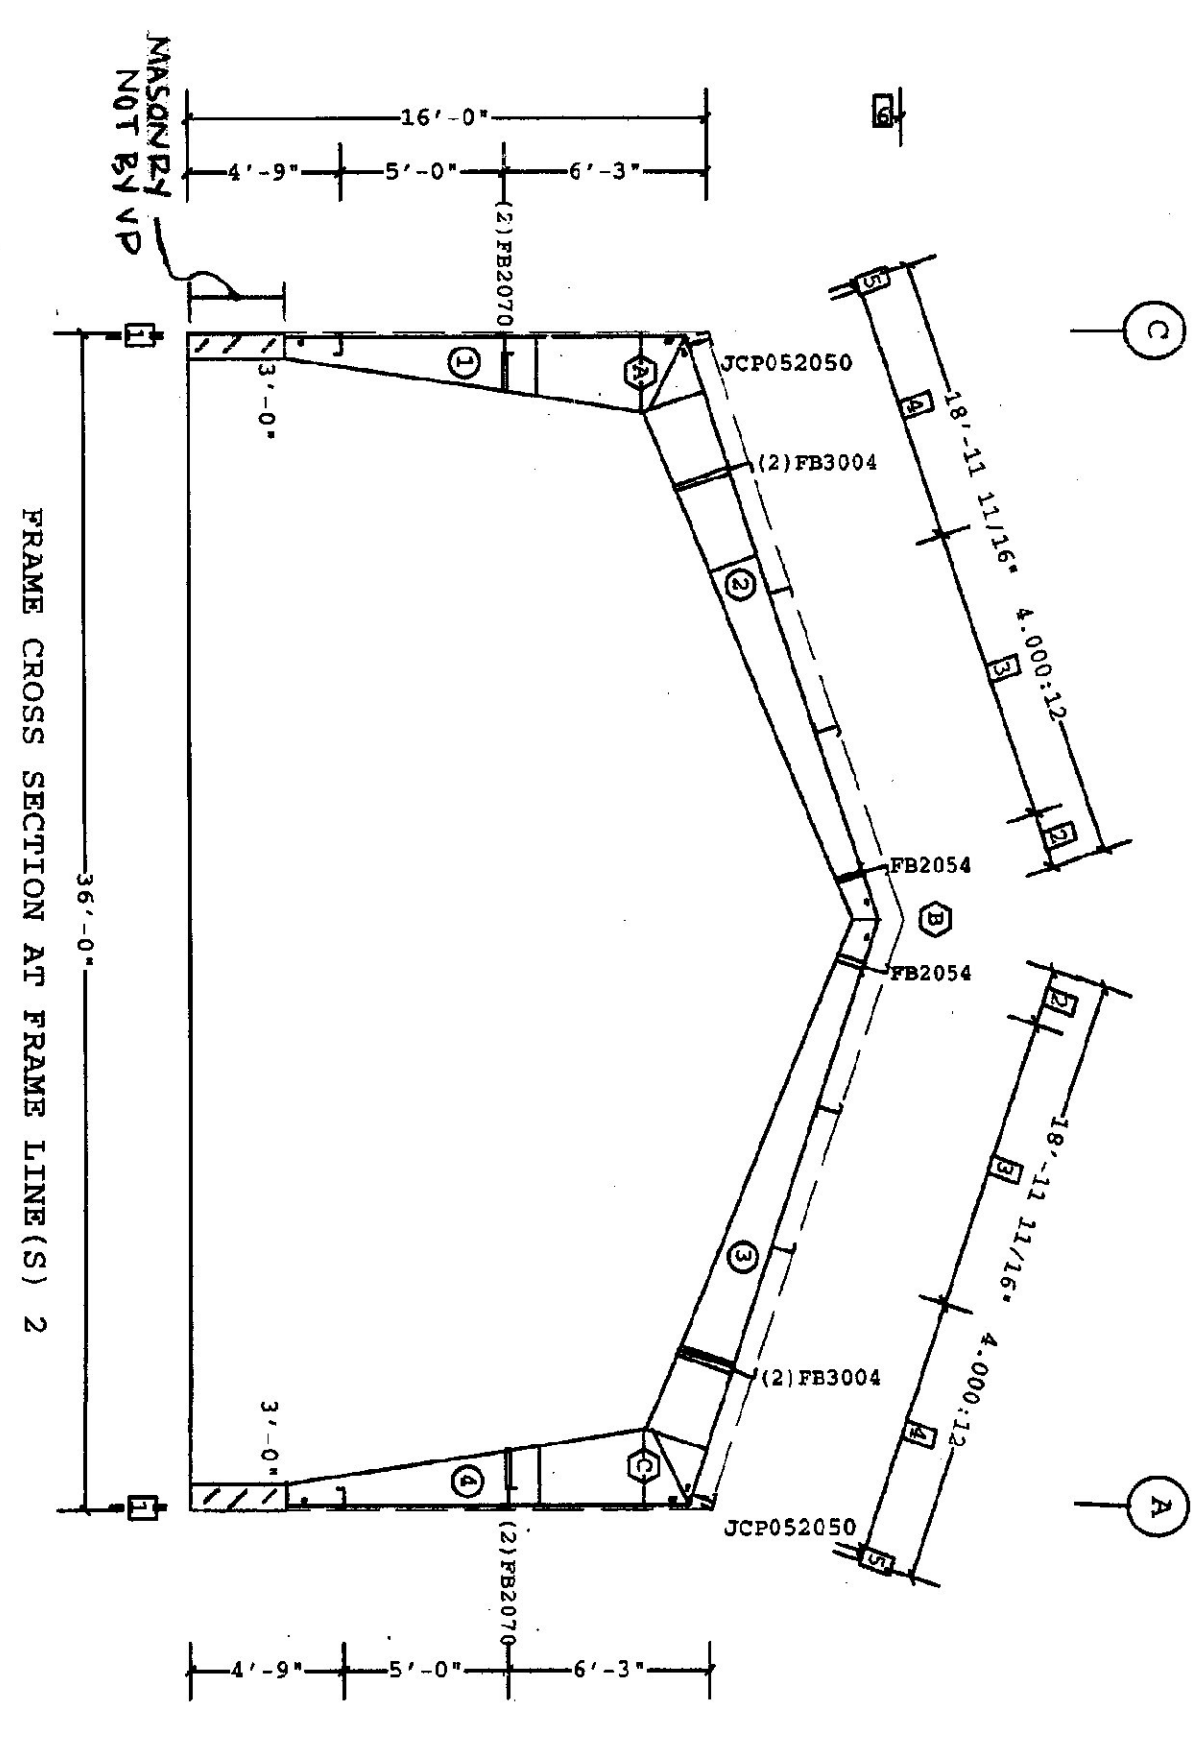 C
A
6
5
4
18'-11 11/16" 4.000:12
3
2
2
18'-11 11/16" 4.000:12
3
4
5
B
JCP052050
(2)FB3004
FB2054
FB2054
(2)FB3004
JCP052050
16'-0"
6'-3"
5'-0"
4'-9"
(2)FB2070
A
1
2
3
C
4
6'-3"
5'-0"
4'-9"
(2)FB2070
3'-0"
3'-0"
MASONRY
NOT BY VP
1
36'-0"
1
FRAME CROSS SECTION AT FRAME LINE(S) 2